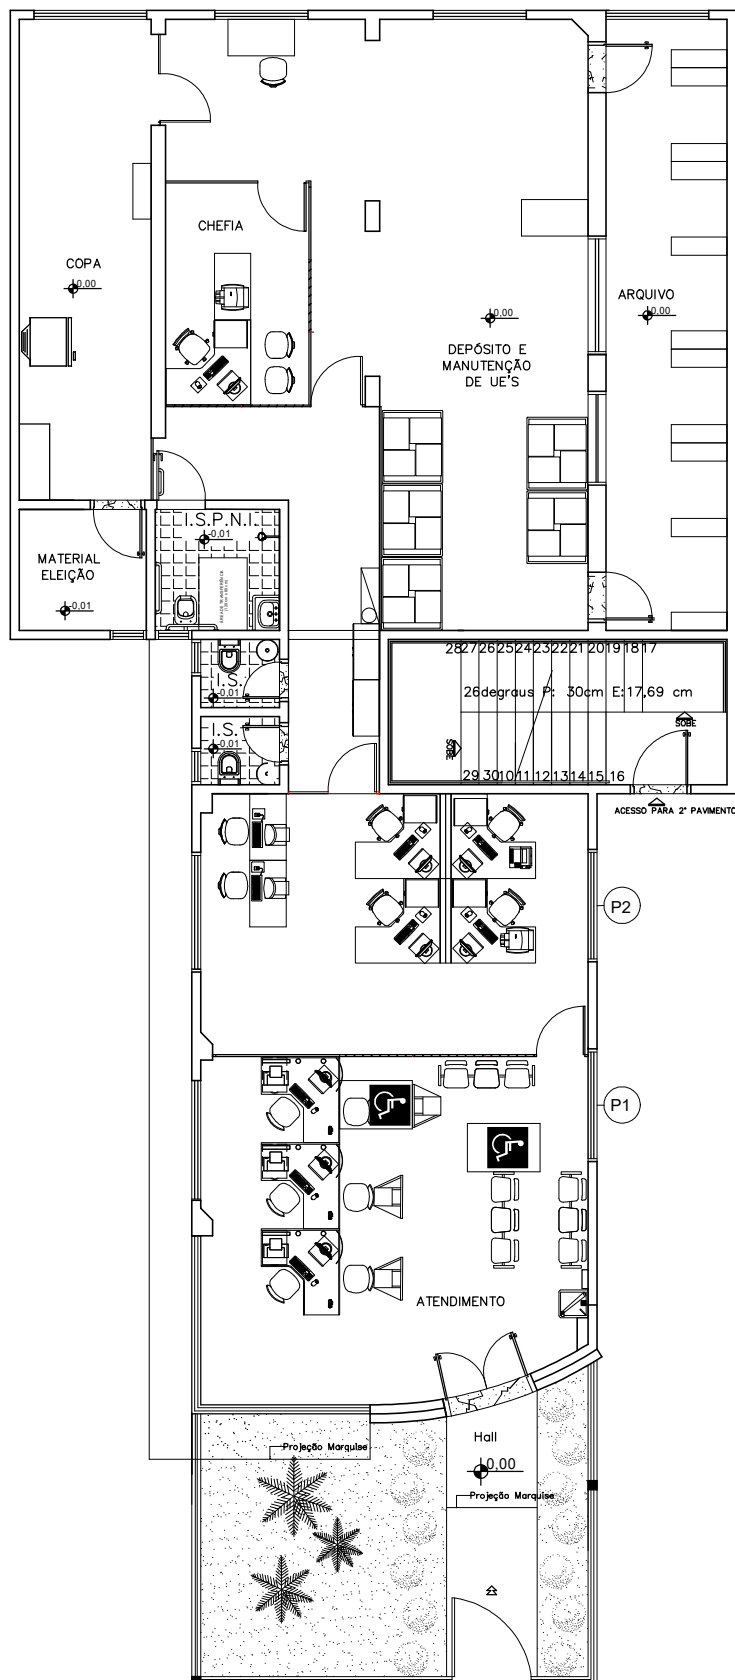 CHEFIA
COPA
0,00
ARQUIVO
0,00
0,00
DEPÓSITO E
MANUTENÇÃO
DE UE'S
I.S.P.N.I.
-0,01
MATERIAL
ELEIÇÃO
-0,01
ÁREA DE TRANSFERÊNCIA
I.S.
-0,01
I.S.
-0,01
28 27 26 25 24 23 22 21 20 19 18 17
26degraus P: 30cm E:17,69 cm
SOBE
SOBE
29 30 10 11 12 13 14 15 16
ACESSO PARA 2° PAVIMENTO
P2
P1
ATENDIMENTO
Hall
Projeção Marquise
0,00
Projeção Marquise